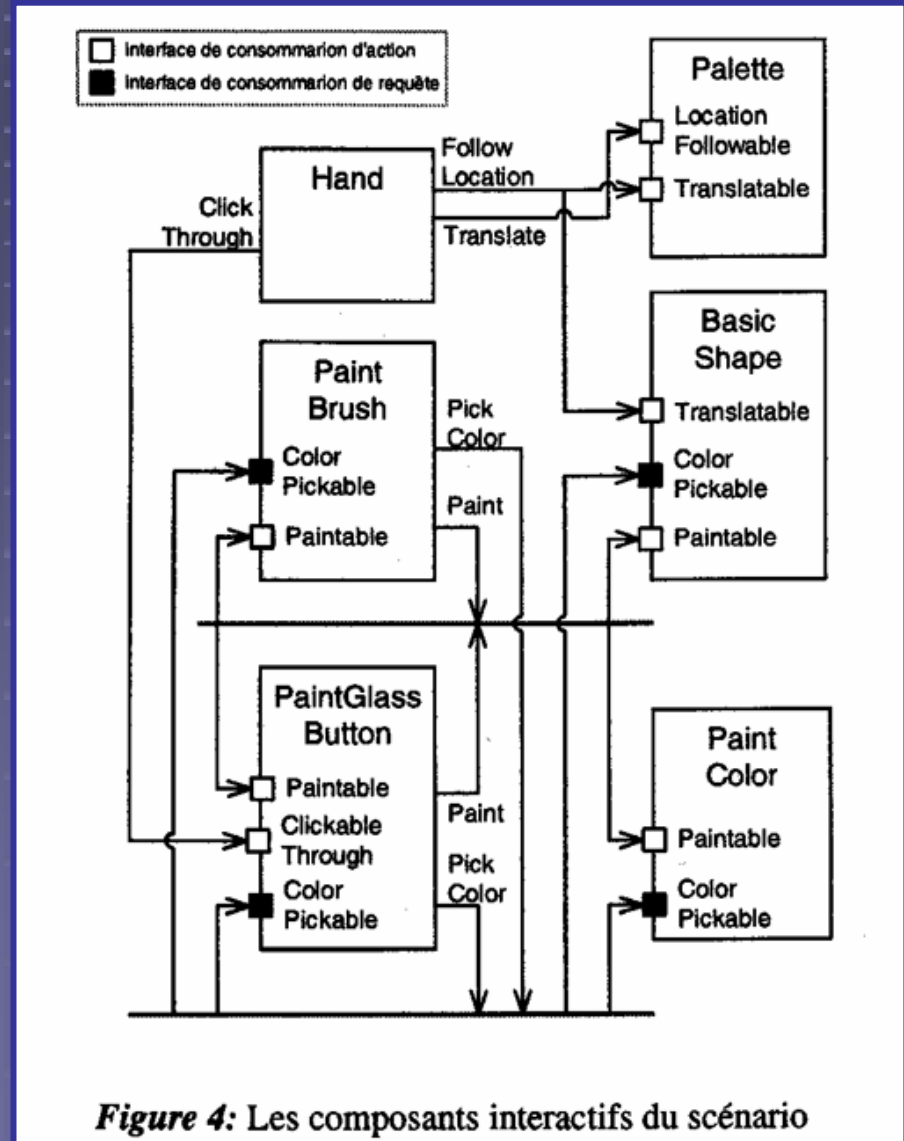 interface de consommarion d'action
interface de consommarion de requête
Palette
Location
Followable
Translatable
Hand
Follow
Location
Translate
Click
Through
Basic
Shape
Translatable
Color
Pickable
Paintable
Paint
Brush
Color
Pickable
Paintable
Pick
Color
Paint
PaintGlass
Button
Paintable
Clickable
Through
Color
Pickable
Paint
Pick
Color
Paint
Color
Paintable
Color
Pickable
Figure 4: Les composants interactifs du scénario